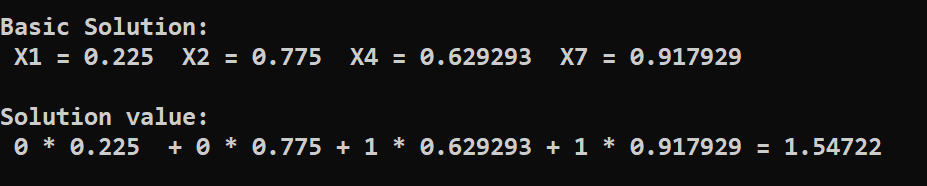 Basic Solution:
X1 = 0.225  X2 = 0.775  X4 = 0.629293  X7 = 0.917929
Solution value:
0 * 0.225  + 0 * 0.775 + 1 * 0.629293 + 1 * 0.917929 = 1.54722